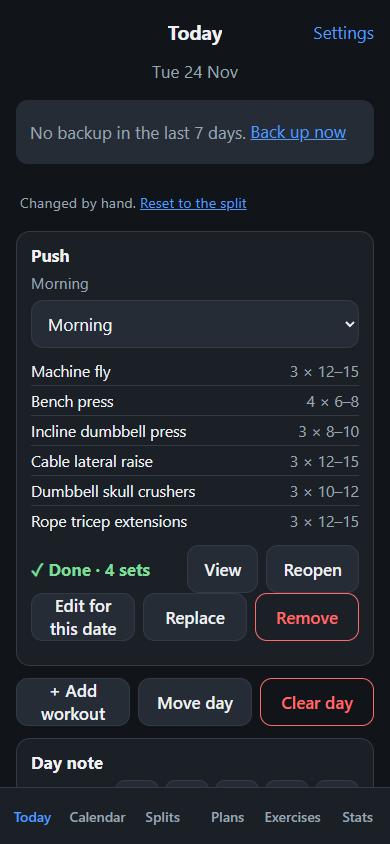 Today
Settings
Tue 24 Nov
No backup in the last 7 days. Back up now
Changed by hand. Reset to the split
Push
Morning
Morning
Machine fly 3 × 12–15
Bench press 4 × 6–8
Incline dumbbell press 3 × 8–10
Cable lateral raise 3 × 12–15
Dumbbell skull crushers 3 × 10–12
Rope tricep extensions 3 × 12–15
✓ Done · 4 sets
View
Reopen
Edit for
this date
Replace
Remove
+ Add
workout
Move day
Clear day
Day note
Today
Calendar
Splits
Plans
Exercises
Stats